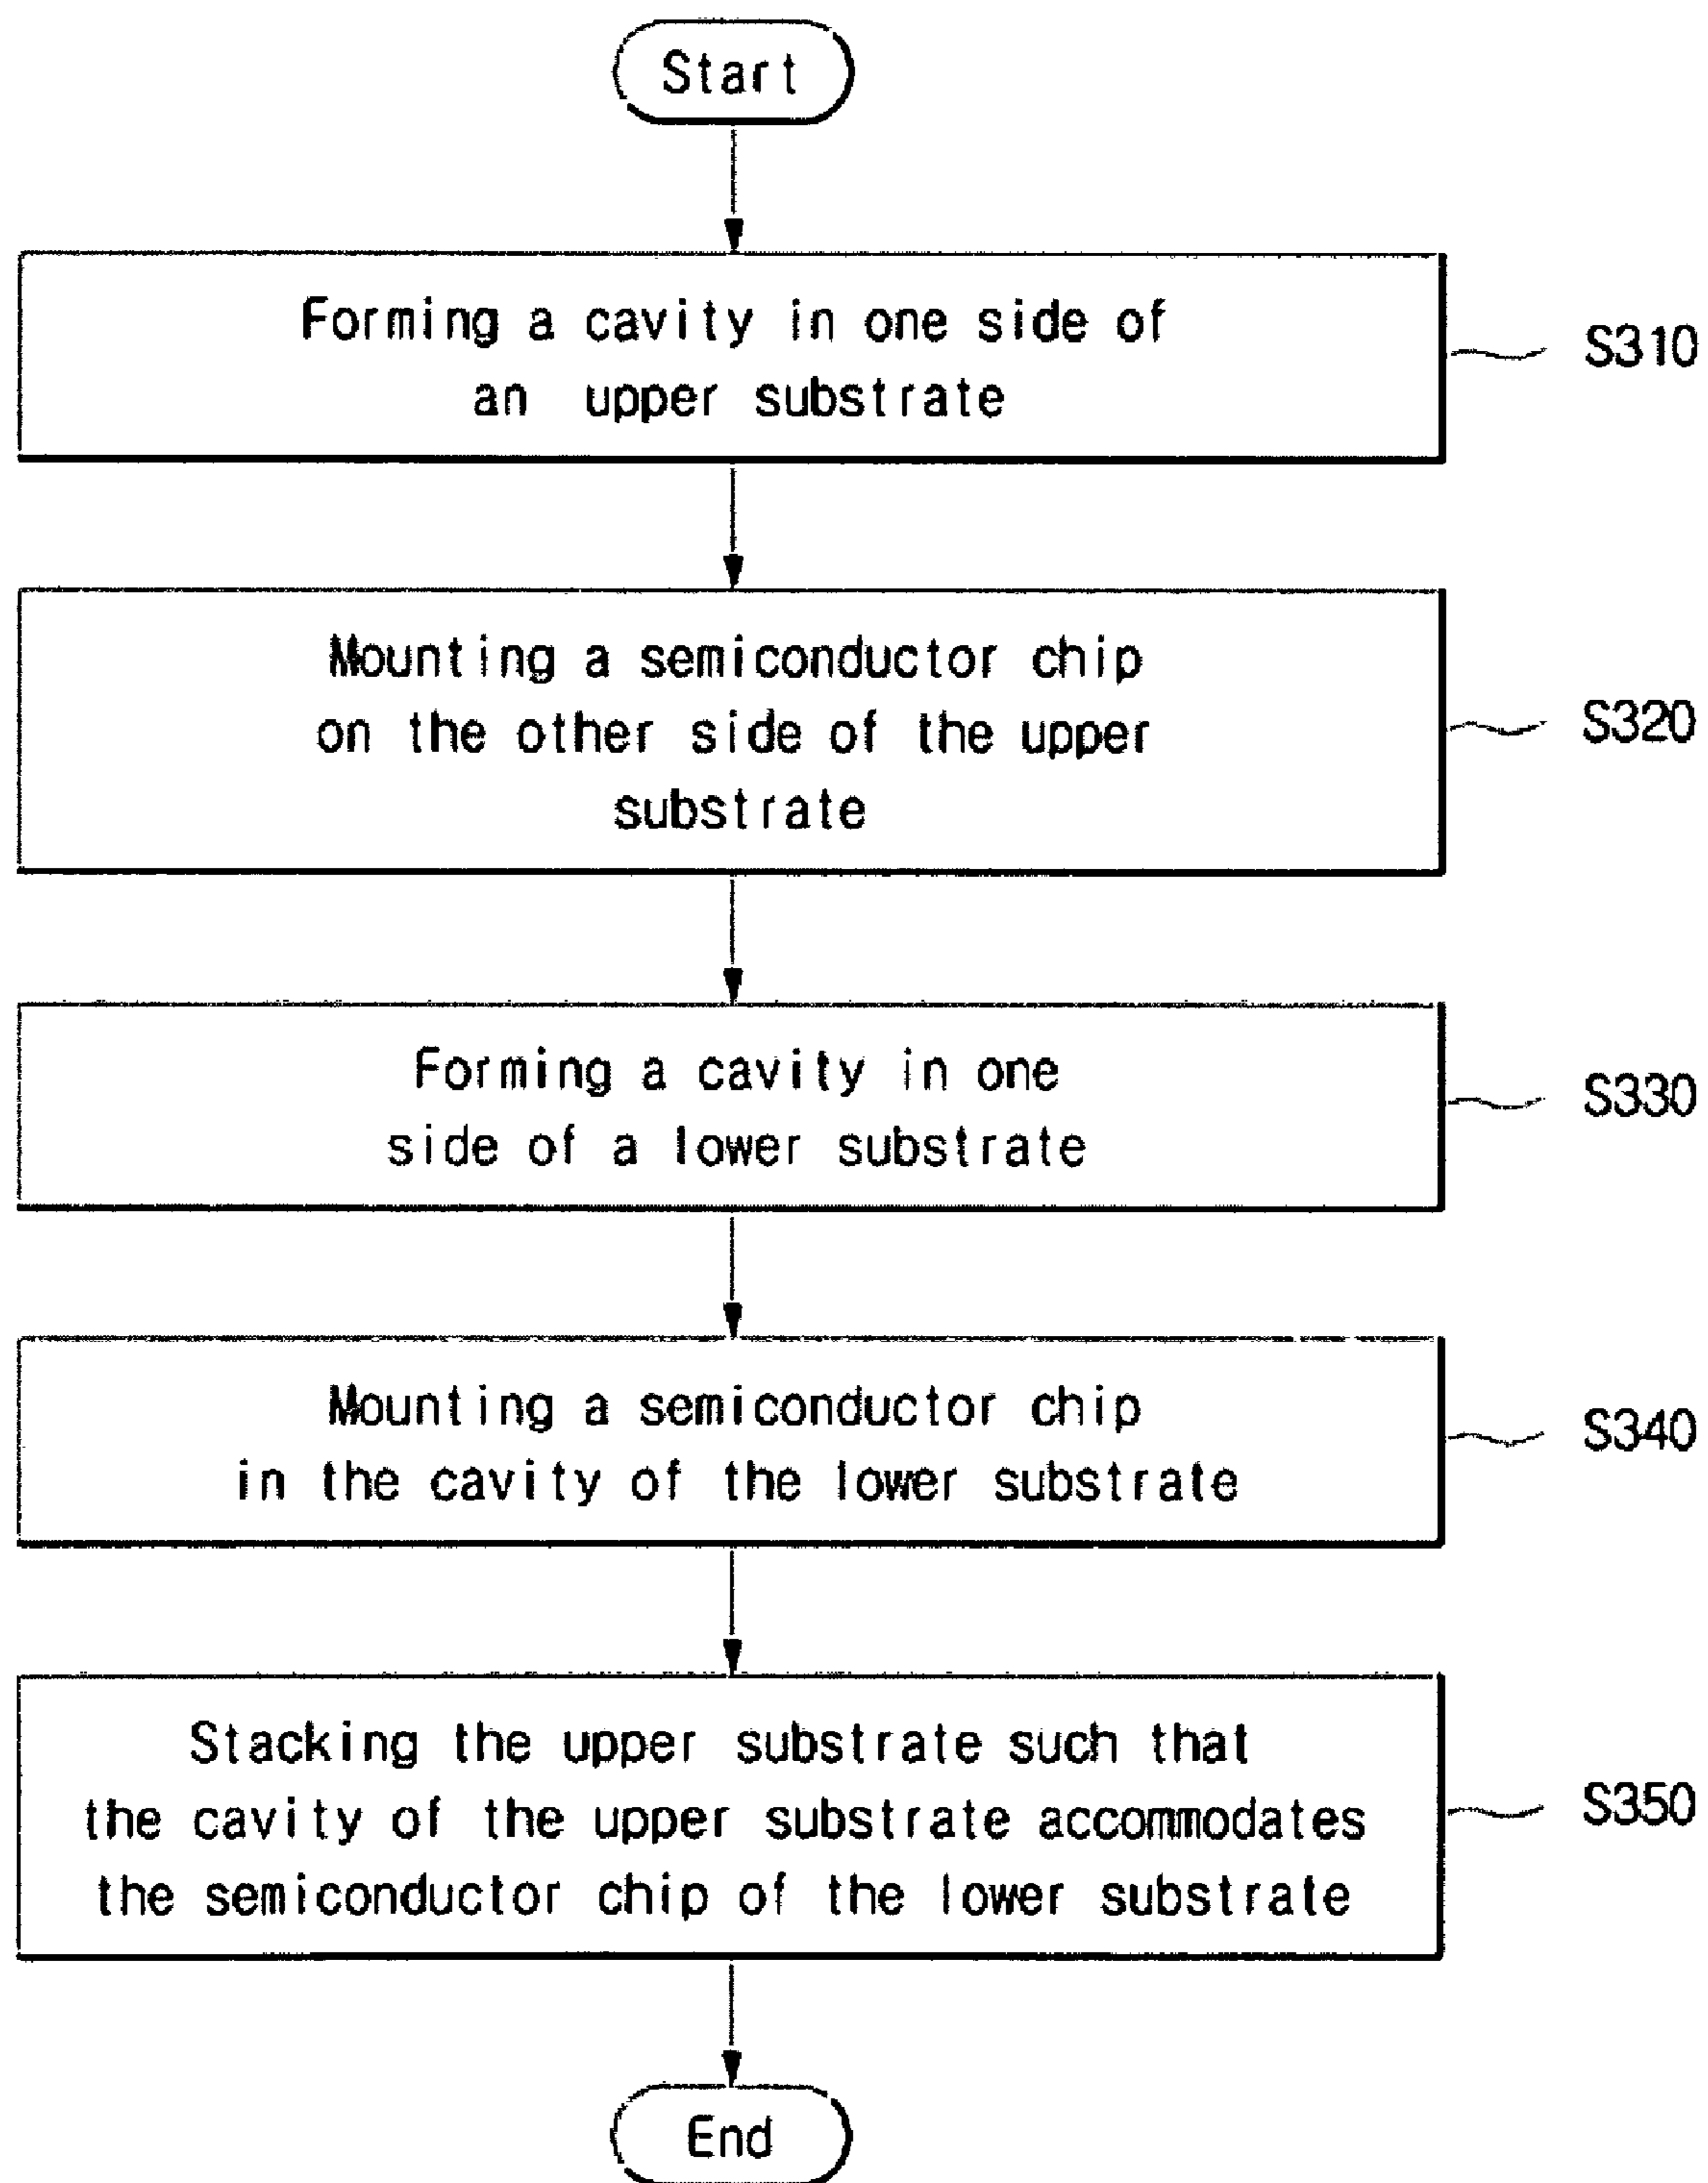 Start
Forming a cavity in one side of
an upper substrate
S310
Mounting a semiconductor chip
on the other side of the upper
substrate
S320
Forming a cavity in one
side of a lower substrate
S330
Mounting a semiconductor chip
in the cavity of the lower substrate
S340
Stacking the upper substrate such that
the cavity of the upper substrate accommodates
the semiconductor chip of the lower substrate
S350
End